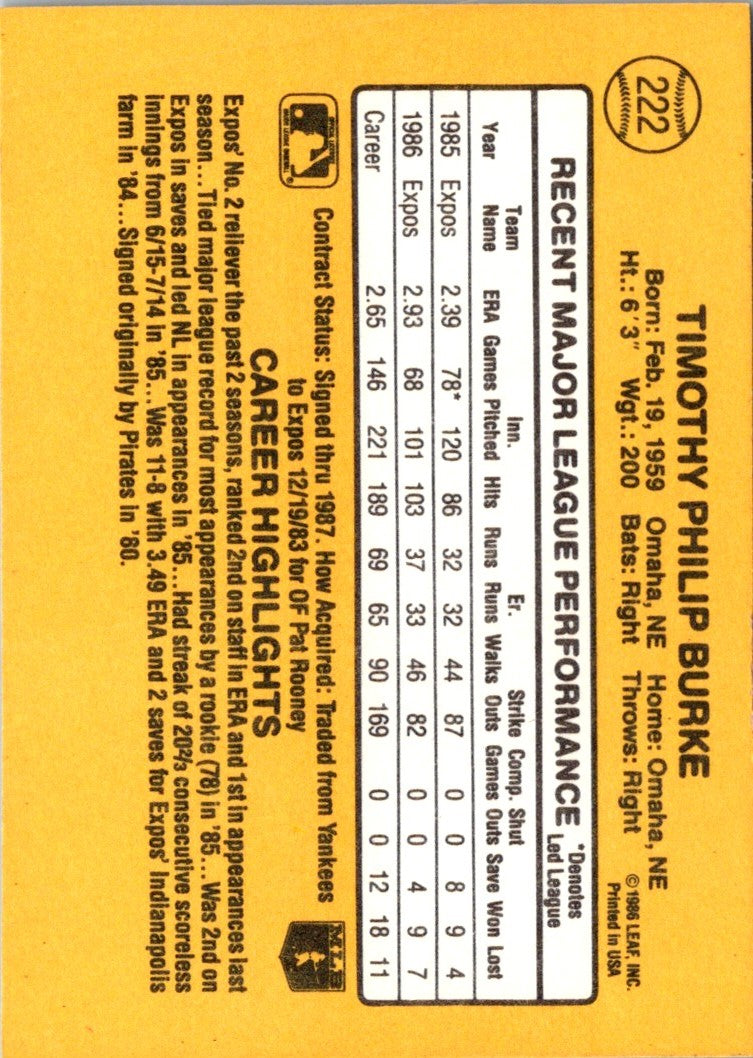 222
TIMOTHY PHILIP BURKE
Born: Feb. 19, 1959 Omaha, NE Home: Omaha, NE
Ht.: 6'3" Wgt.: 200 Bats: Right Throws: Right
©1986 LEAF, INC.
Printed in USA
RECENT MAJOR LEAGUE PERFORMANCE *Denotes Led League
Team Inn. Er. Strike Comp. Shut
Year Name ERA Games Pitched Hits Runs Runs Walks Outs Games Outs Save Won Lost
1985 Expos 2.39 78* 120 86 32 32 44 87 0 0 8 9 4
1986 Expos 2.93 68 101 103 37 33 46 82 0 0 4 9 7
Career 2.65 146 221 189 69 65 90 169 0 0 12 18 11
Contract Status: Signed thru 1987. How Acquired: Traded from Yankees
to Expos 12/19/83 for OF Pat Rooney
MLB
CAREER HIGHLIGHTS
Expos' No. 2 reliever the past 2 seasons, ranked 2nd on staff in ERA and 1st in appearances last
season...Tied major league record for most appearances by a rookie (78) in '85...Was 2nd on
Expos in saves and led NL in appearances in '85...Had streak of 20⅔ consecutive scoreless
innings from 6/15-7/14 in '85...Was 11-8 with 3.49 ERA and 2 saves for Expos' Indianapolis
farm in '84...Signed originally by Pirates in '80.